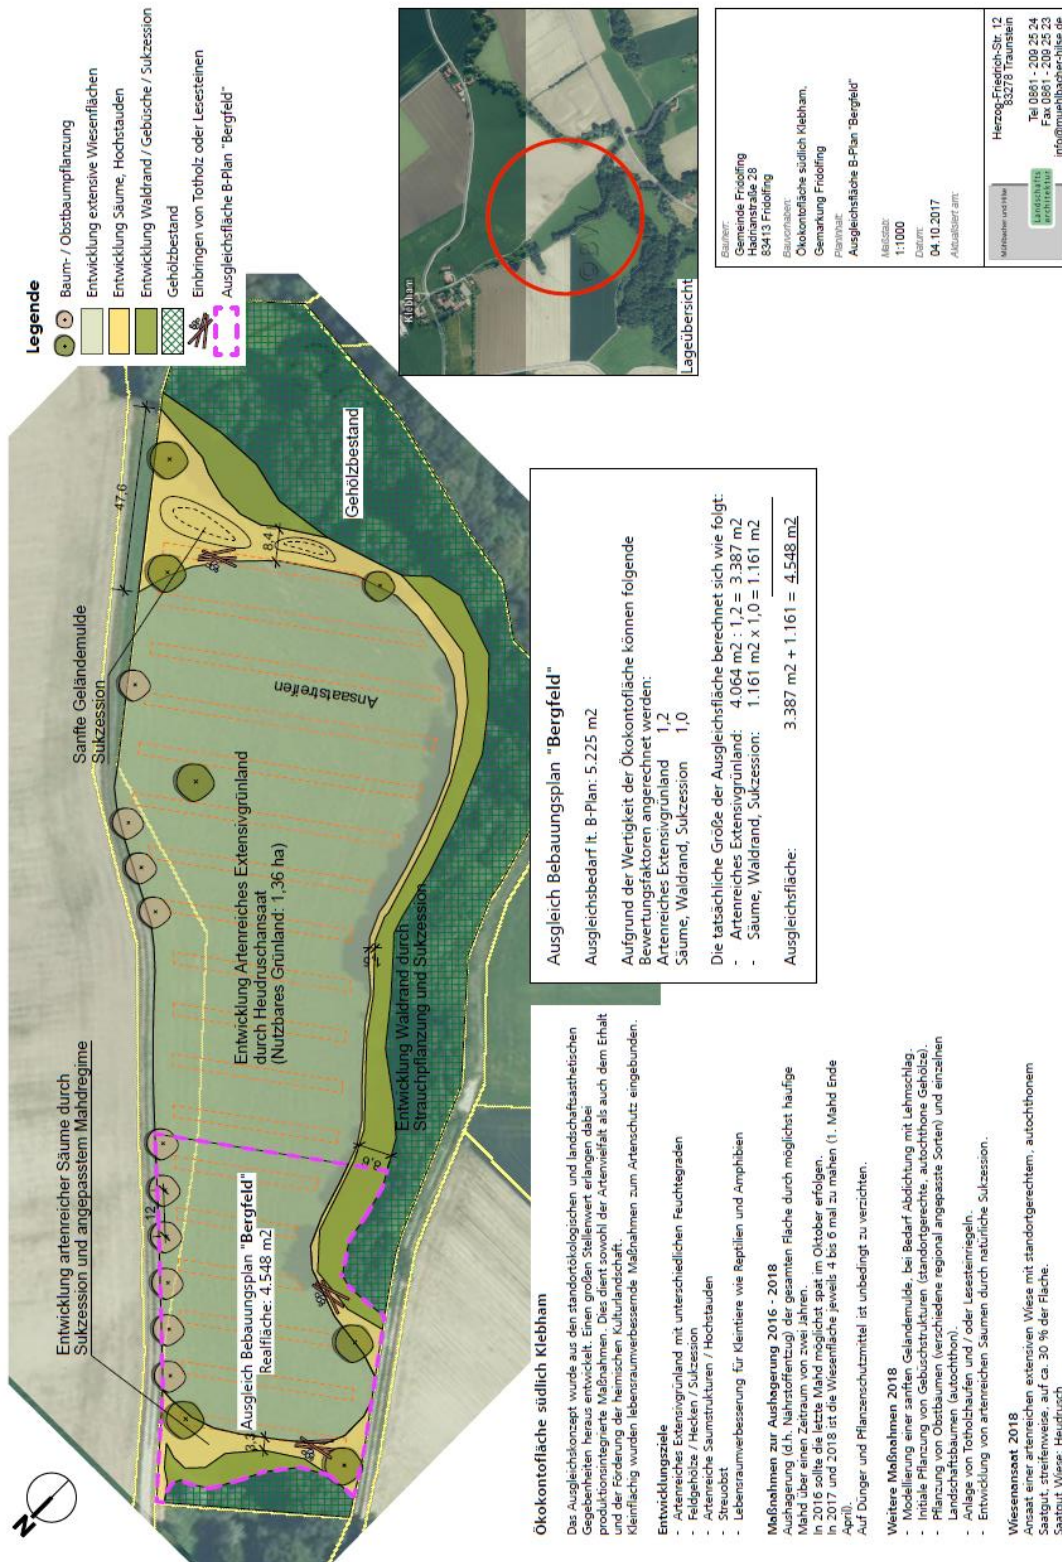 Legende
Baum- / Obstbaumpflanzung
Entwicklung extensive Wiesenflächen
Entwicklung Säume, Hochstauden
Entwicklung Waldrand / Gebüsche / Sukzession
Gehölzbestand
Einbringen von Totholz oder Lesesteinen
Ausgleichsfläche B-Plan "Bergfeld"
N
Entwicklung artenreicher Säume durch
Sukzession und angepasstem Mahdregime
Sanfte Geländemulde
Sukzession
47,6
8,4
12
8,6
Gehölzbestand
Ansaatstreifen
Entwicklung Artenreiches Extensivgrünland
durch Heudruschansaat
(Nutzbares Grünland: 1,36 ha)
Ausgleich Bebauungsplan "Bergfeld"
Realfläche: 4.548 m2
Entwicklung Waldrand durch
Strauchpflanzung und Sukzession
Klebham
Lageübersicht
Ökokontofläche südlich Klebham
Das Ausgleichskonzept wurde aus den standortökologischen und landschaftsästhetischen
Gegebenheiten heraus entwickelt. Einen großen Stellenwert erlangen dabei
produktionsintegrierte Maßnahmen. Dies dient sowohl der Artenvielfalt als auch dem Erhalt
und der Förderung der heimischen Kulturlandschaft.
Kleinflächig wurden lebensraumverbessernde Maßnahmen zum Artenschutz eingebunden.
Entwicklungsziele
- Artenreiches Extensivgrünland mit unterschiedlichen Feuchtegraden
- Feldgehölze / Hecken / Sukzession
- Artenreiche Saumstrukturen / Hochstauden
- Streuobst
- Lebensraumverbesserung für Kleintiere wie Reptilien und Amphibien
Maßnahmen zur Aushagerung 2016 - 2018
Aushagerung (d.h. Nährstoffentzug) der gesamten Fläche durch möglichst häufige
Mahd über einen Zeitraum von zwei Jahren.
In 2016 sollte die letzte Mahd möglichst spät im Oktober erfolgen.
In 2017 und 2018 ist die Wiesenfläche jeweils 4 bis 6 mal zu mähen (1. Mahd Ende
April).
Auf Dünger und Pflanzenschutzmittel ist unbedingt zu verzichten.
Weitere Maßnahmen 2018
- Modellierung einer sanften Geländemulde, bei Bedarf Abdichtung mit Lehmschlag.
- Initiale Pflanzung von Gebüschstrukturen (standortgerechte, autochthone Gehölze).
- Pflanzung von Obstbäumen (verschiedene regional angepasste Sorten) und einzelnen
Landschaftsbäumen (autochthon).
- Anlage von Totholzhaufen und / oder Lesesteinriegeln.
- Entwicklung von artenreichen Säumen durch natürliche Sukzession.
Wiesenansaat 2018
Ansaat einer artenreichen extensiven Wiese mit standortgerechtem, autochthonem
Saatgut, streifenweise, auf ca. 30 % der Fläche.
Saatgut Wiese: Heudrusch
Ausgleich Bebauungsplan "Bergfeld"
Ausgleichsbedarf lt. B-Plan: 5.225 m2
Aufgrund der Wertigkeit der Ökokontofläche können folgende
Bewertungsfaktoren angerechnet werden:
Artenreiches Extensivgrünland 1,2
Säume, Waldrand, Sukzession 1,0
Die tatsächliche Größe der Ausgleichsfläche berechnet sich wie folgt:
- Artenreiches Extensivgrünland: 4.064 m2 : 1,2 = 3.387 m2
- Säume, Waldrand, Sukzession: 1.161 m2 x 1,0 = 1.161 m2
Ausgleichsfläche: 3.387 m2 + 1.161 = 4.548 m2
Bauherr:
Gemeinde Fridolfing
Hadrianstraße 28
83413 Fridolfing
Bauvorhaben:
Ökokontofläche südlich Klebham,
Gemarkung Fridolfing
Planinhalt:
Ausgleichsfläche B-Plan "Bergfeld"
Maßstab:
1:1000
Datum:
04.10.2017
Aktualisiert am:
Mühlbacher und Hilse
Landschafts
architektur
Herzog-Friedrich-Str. 12
83278 Traunstein
Tel 0861 - 209 25 24
Fax 0861 - 209 25 23
info@muehlbacher-hilse.de